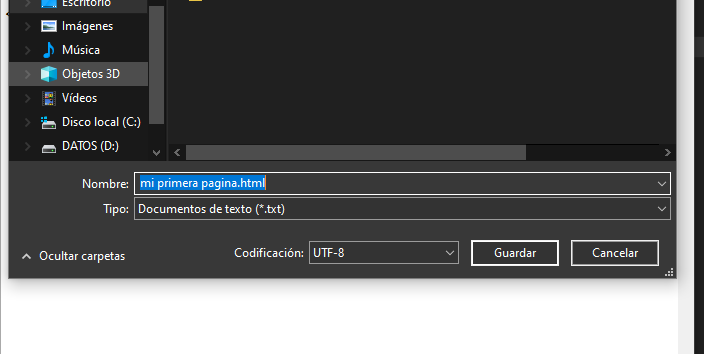 Escritorio
Imágenes
Música
Objetos 3D
Vídeos
Disco local (C:)
DATOS (D:)
Nombre: mi primera pagina.html
Tipo: Documentos de texto (*.txt)
Ocultar carpetas
Codificación: UTF-8
Guardar
Cancelar